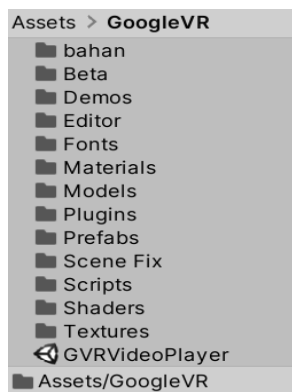 Assets > GoogleVR
bahan
Beta
Demos
Editor
Fonts
Materials
Models
Plugins
Prefabs
Scene Fix
Scripts
Shaders
Textures
GVRVideoPlayer
Assets/GoogleVR